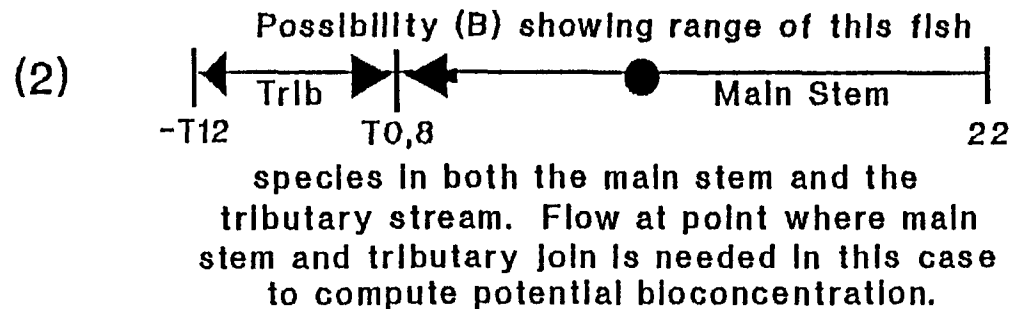 Possibility (B) showing range of this fish
(2)
Trib
Main Stem
-T12
T0,8
22
species in both the main stem and the
tributary stream. Flow at point where main
stem and tributary join is needed in this case
to compute potential bioconcentration.